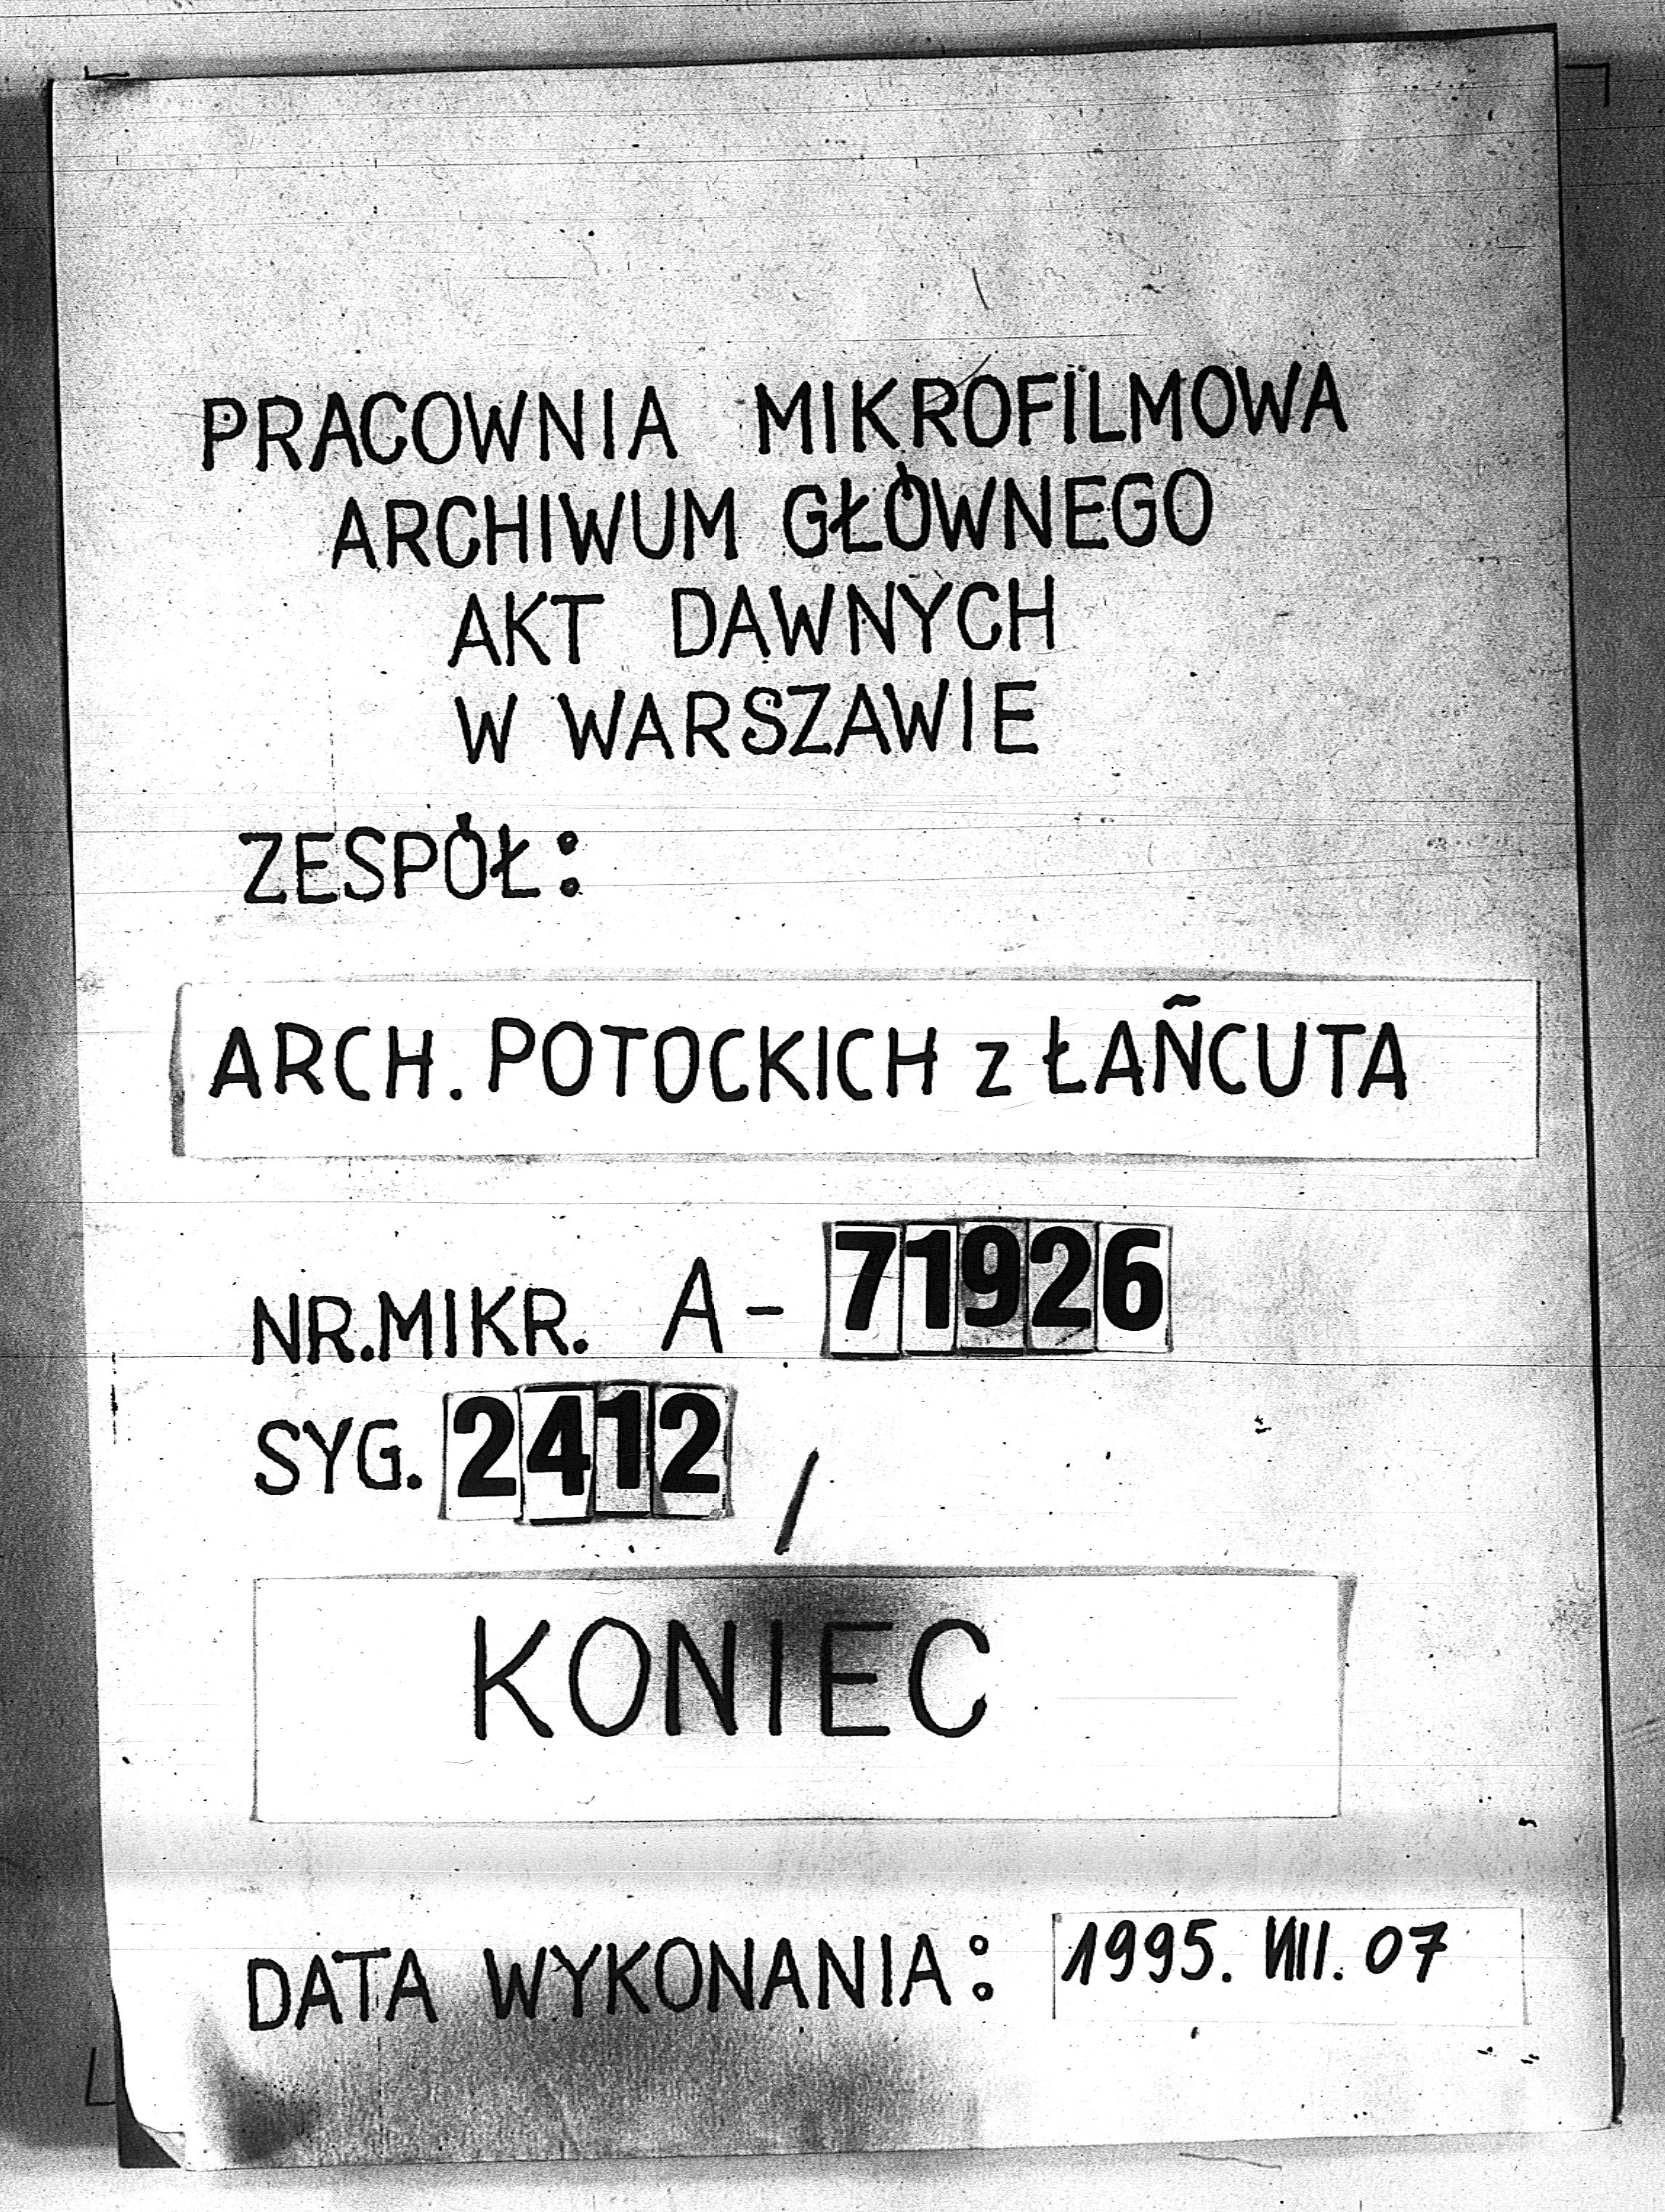 PRACOWNIA MIKROFILMOWA
ARCHIWUM GŁÓWNEGO
AKT DAWNYCH
W WARSZAWIE
ZESPÓŁ:
ARCH. POTOCKICH z ŁAÑCUTA
NR.MIKR. A-71926
SYG. 2412 /
KONIEC
DATA WYKONANIA: 1995. VIII. 07